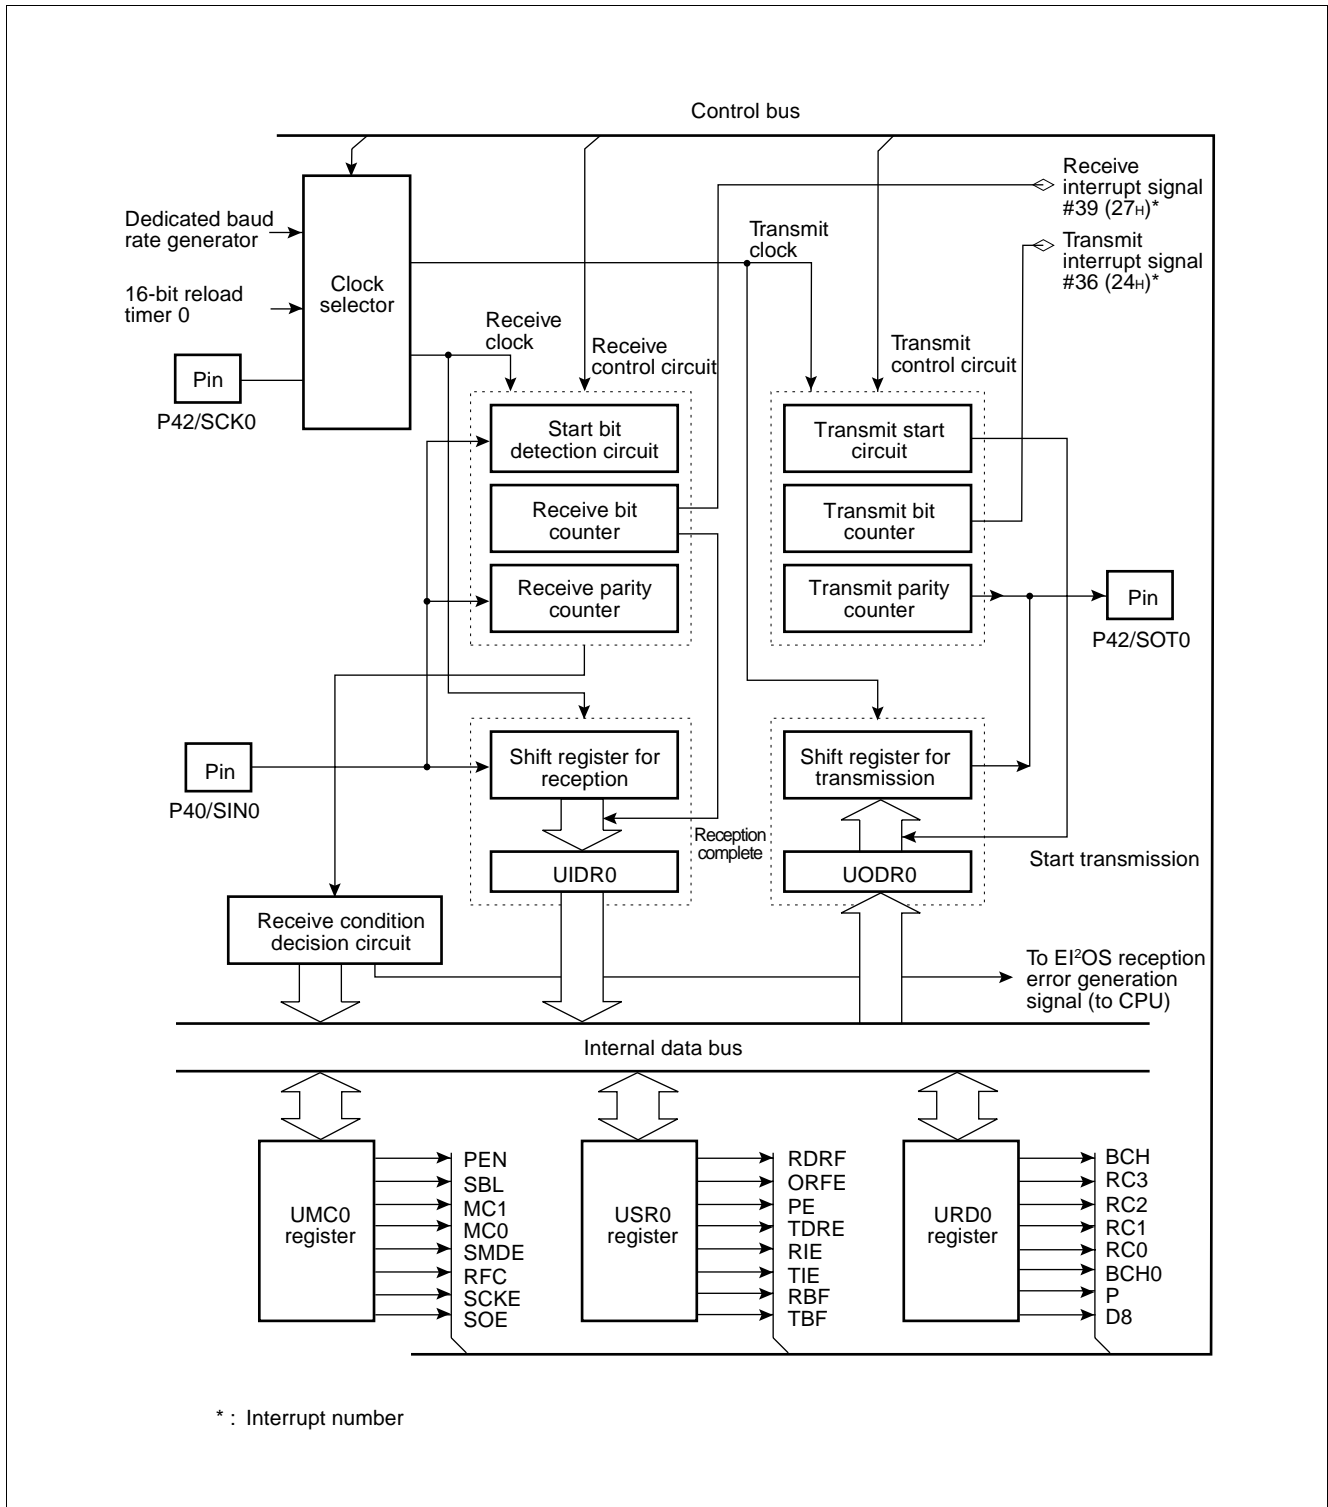 Control bus
Receive
interrupt signal
#39 (27H)*
Transmit
interrupt signal
#36 (24H)*
Dedicated baud
rate generator
16-bit reload
timer 0
Clock
selector
Transmit
clock
Receive
clock
Receive
control circuit
Transmit
control circuit
Pin
P42/SCK0
Start bit
detection circuit
Receive bit
counter
Receive parity
counter
Transmit start
circuit
Transmit bit
counter
Transmit parity
counter
Pin
P42/SOT0
Pin
P40/SIN0
Shift register for
reception
Shift register for
transmission
Reception
complete
Start transmission
UIDR0
UODR0
Receive condition
decision circuit
To EI²OS reception
error generation
signal (to CPU)
Internal data bus
UMC0
register
PEN
SBL
MC1
MC0
SMDE
RFC
SCKE
SOE
USR0
register
RDRF
ORFE
PE
TDRE
RIE
TIE
RBF
TBF
URD0
register
BCH
RC3
RC2
RC1
RC0
BCH0
P
D8
* : Interrupt number